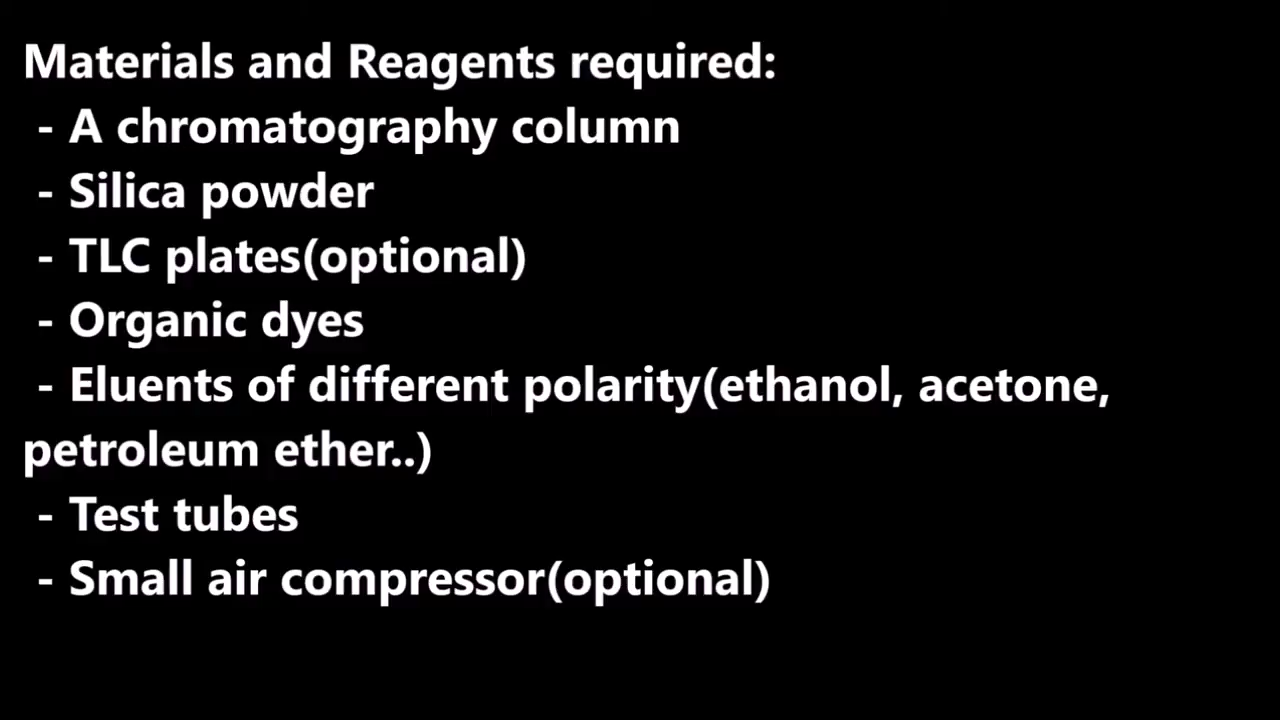 Materials and Reagents required:
- A chromatography column
- Silica powder
- TLC plates(optional)
- Organic dyes
- Eluents of different polarity(ethanol, acetone,
petroleum ether..)
- Test tubes
- Small air compressor(optional)